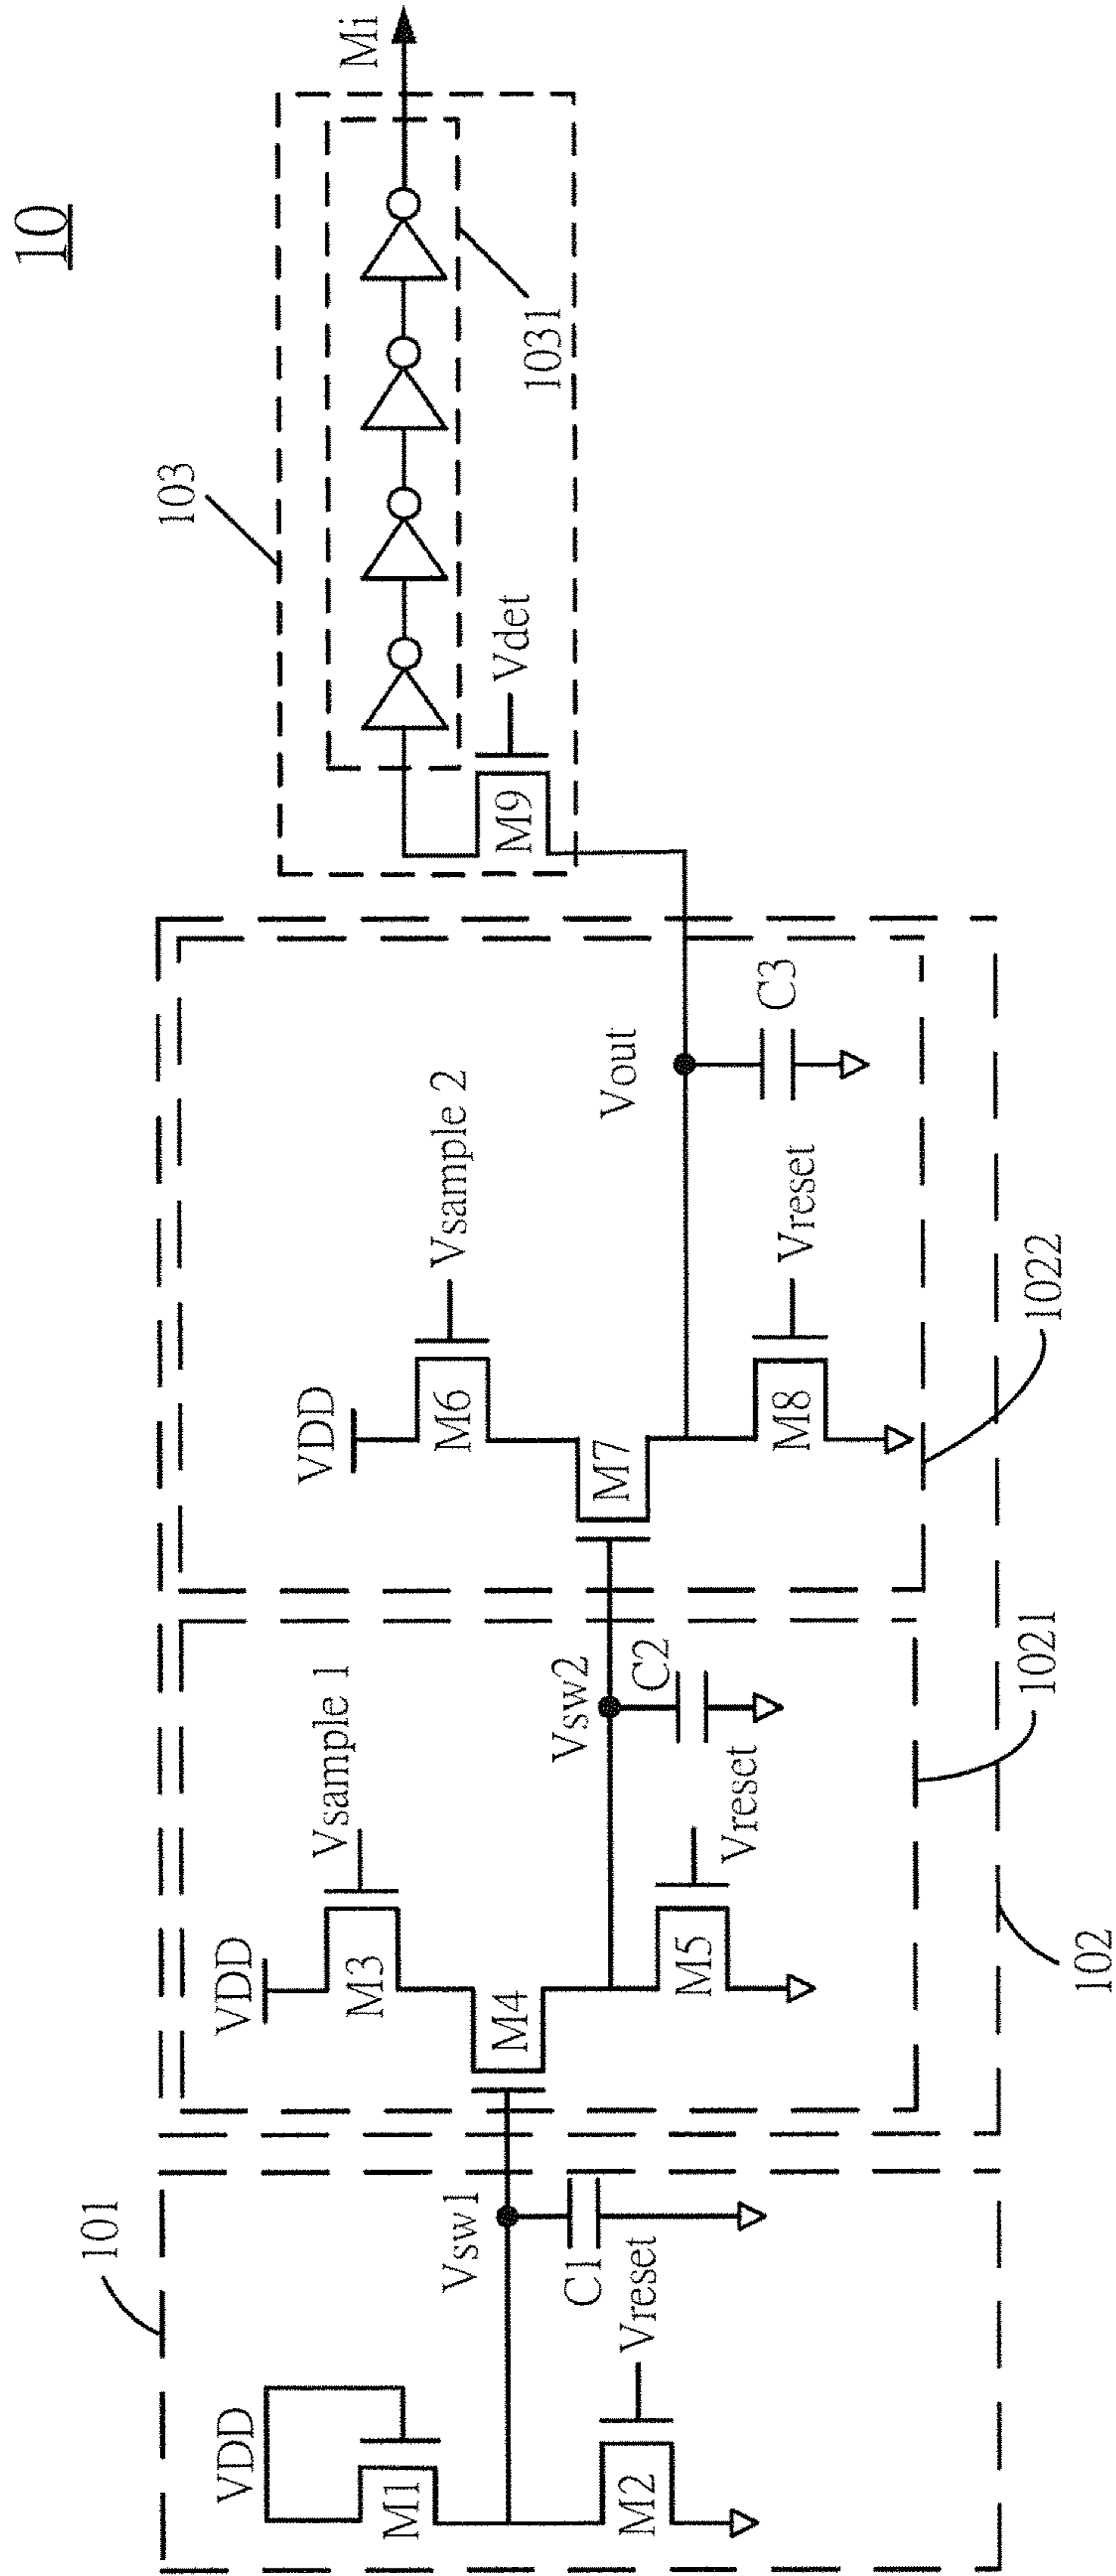 10
101
VDD
M1
M2
Vreset
Vsw1
C1
VDD
M3
Vsample 1
M4
M5
Vreset
Vsw2
C2
102
1021
VDD
M6
Vsample 2
M7
M8
Vreset
Vout
C3
1022
103
M9
Vdet
1031
Mi